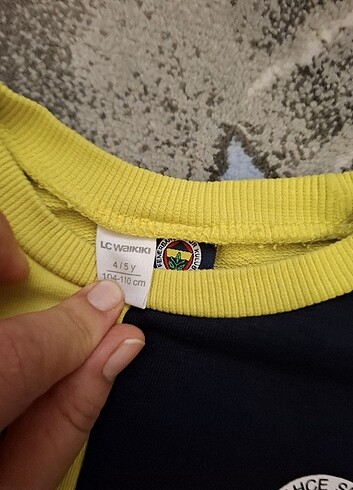 LC WAIKIKI
4 / 5 y
104-110 cm
HCE S